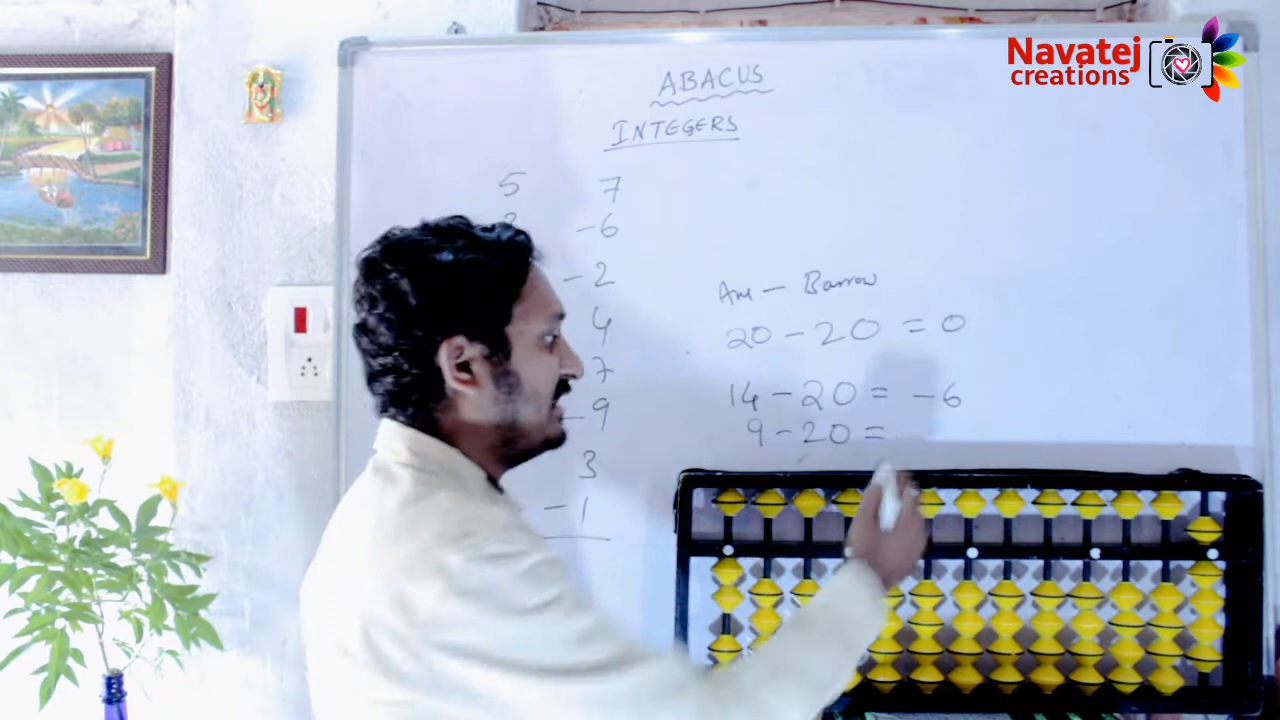 Navatej
creations
ABACUS
INTEGERS
5 7
-6
-2
4
7
-9
3
-1
Ans - Barrow
20-20 = 0
14-20 = -6
9-20 =